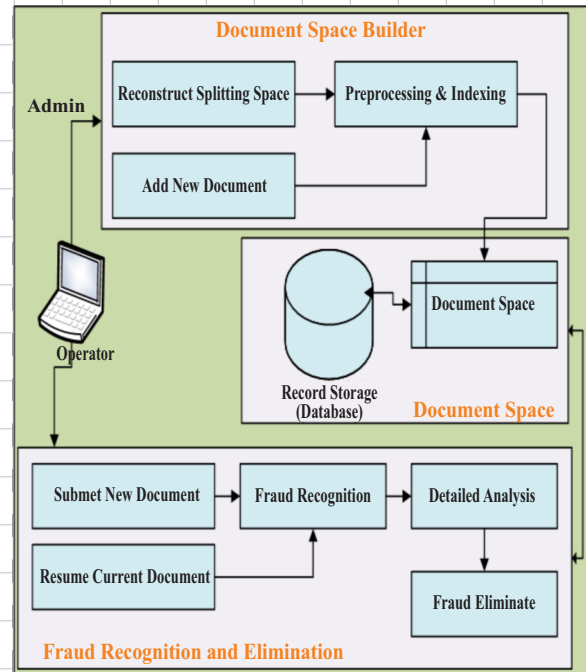 Document Space Builder
Admin
Reconstruct Splitting Space
Preprocessing & Indexing
Add New Document
Operator
Record Storage
(Database)
Document Space
Document Space
Submet New Document
Fraud Recognition
Detailed Analysis
Resume Current Document
Fraud Eliminate
Fraud Recognition and Elimination